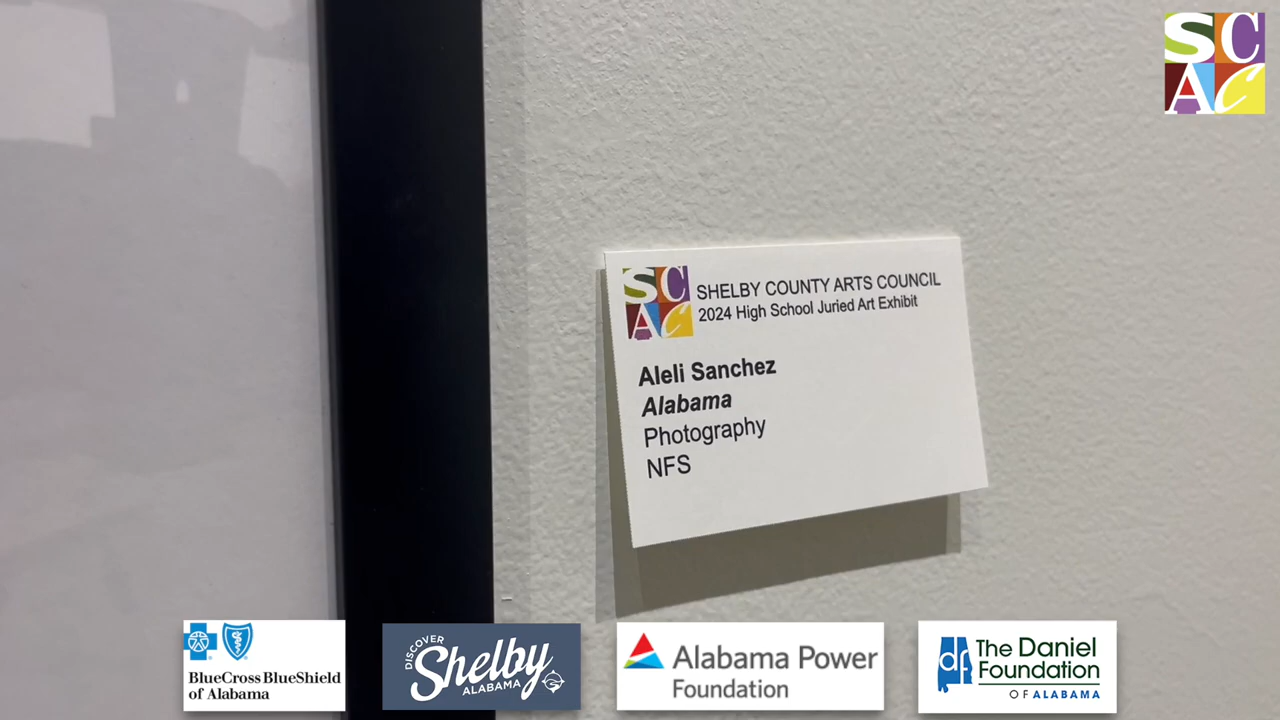 SC
AC
SC
AC
SHELBY COUNTY ARTS COUNCIL
2024 High School Juried Art Exhibit
Aleli Sanchez
Alabama
Photography
NFS
BlueCross BlueShield
of Alabama
DISCOVER
Shelby
ALABAMA
Alabama Power
Foundation
df
The Daniel
Foundation
OF ALABAMA